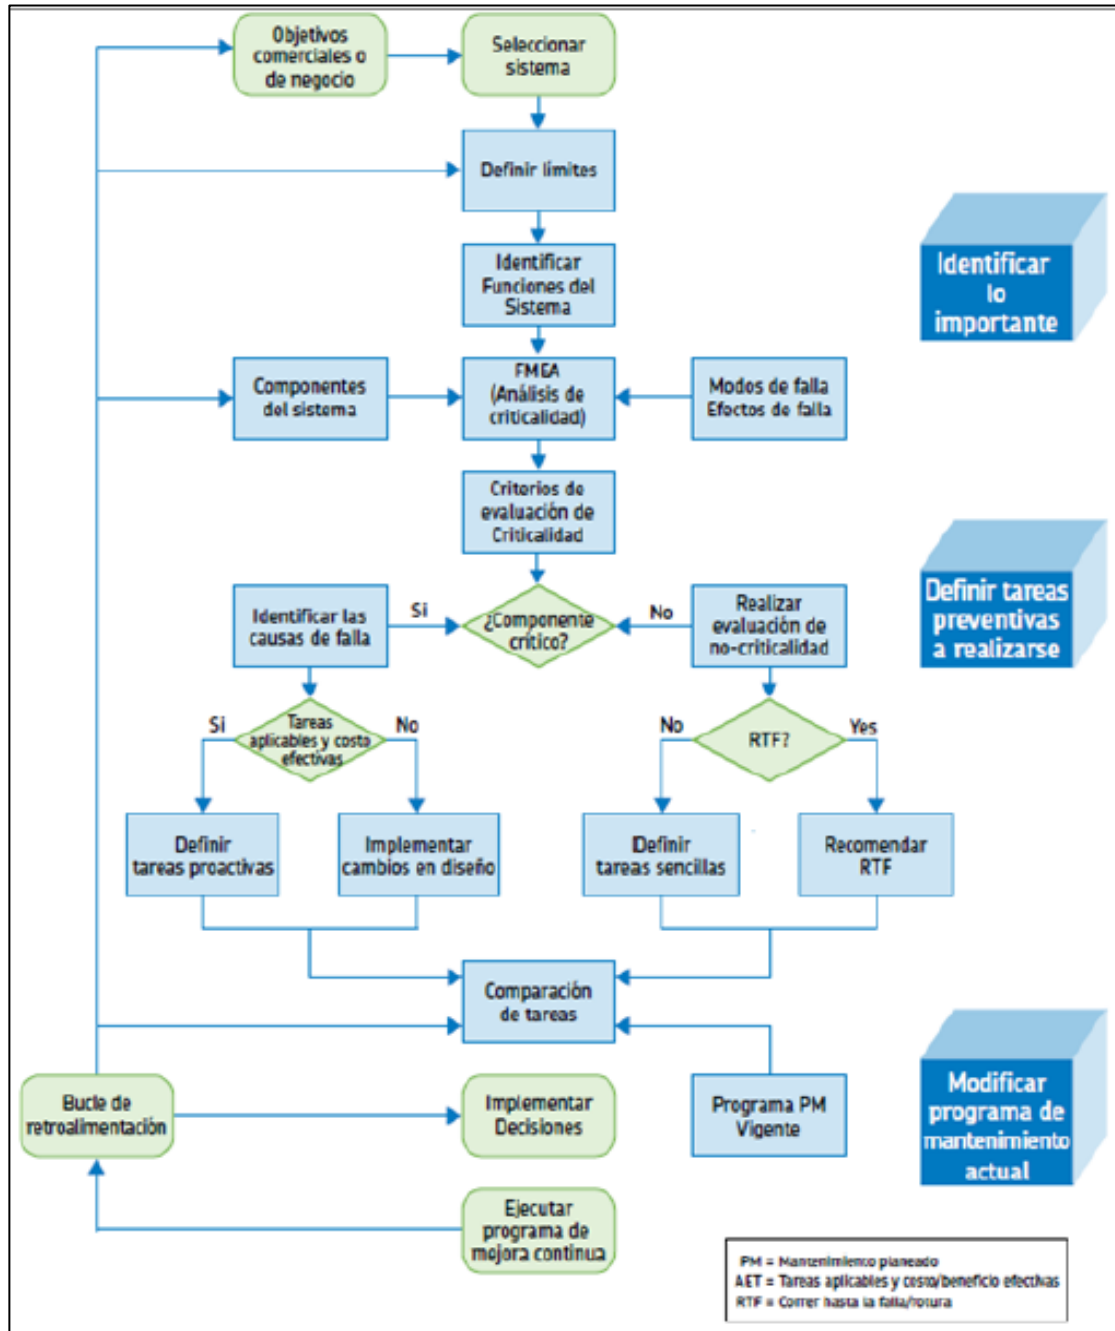 Objetivos
comerciales o
de negocio
Seleccionar
sistema
Definir límites
Identificar
Funciones del
Sistema
Identificar
lo
importante
Componentes
del sistema
FMEA
(Análisis de
criticalidad)
Modos de falla
Efectos de falla
Criterios de
evaluación de
Criticalidad
Definir tareas
preventivas
a realizarse
Identificar las
causas de falla
Si
¿Componente
crítico?
No
Realizar
evaluación de
no-criticalidad
Si
Tareas
aplicables y costo
efectivas
No
No
RTF?
Yes
Definir
tareas proactivas
Implementar
cambios en diseño
Definir
tareas sencillas
Recomendar
RTF
Comparación
de tareas
Bucle de
retroalimentación
Implementar
Decisiones
Programa PM
Vigente
Modificar
programa de
mantenimiento
actual
Ejecutar
programa de
mejora continua
PM = Mantenimiento planeado
AET = Tareas aplicables y costo/beneficio efectivas
RTF = Correr hasta la falla/rotura